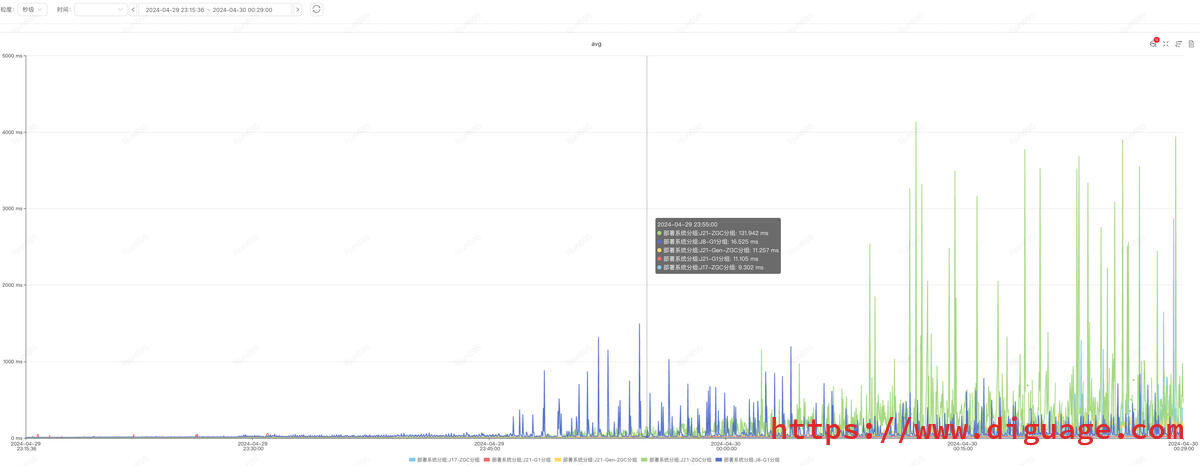 粒度: 秒级 时间: 2024-04-29 23:15:36 ~ 2024-04-30 00:29:00
avg
5000 ms
4000 ms
3000 ms
2000 ms
1000 ms
0 ms
2024-04-29 23:55:00
部署系统分组:J21-ZGC分组: 131.942 ms
部署系统分组:J8-G1分组: 16.525 ms
部署系统分组:J21-Gen-ZGC分组: 11.257 ms
部署系统分组:J21-G1分组: 11.105 ms
部署系统分组:J17-ZGC分组: 9.302 ms
https://www.diguage.com
2024-04-29 2024-04-29 2024-04-29 2024-04-30 2024-04-30 2024-04-30
23:15:36 23:30:00 23:45:00 00:00:00 00:15:00 00:29:00
部署系统分组:J17-ZGC分组 部署系统分组:J21-G1分组 部署系统分组:J21-Gen-ZGC分组 部署系统分组:J21-ZGC分组 部署系统分组:J8-G1分组